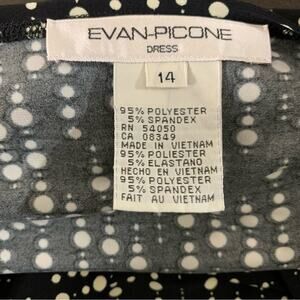 EVAN-PICONE
DRESS
14
95% POLYESTER
5% SPANDEX
RN 54050
CA 08349
MADE IN VIETNAM
95% POLIESTER
5% ELASTANO
HECHO EN VIETNAM
95% POLYESTER
5% SPANDEX
FAIT AU VIETNAM